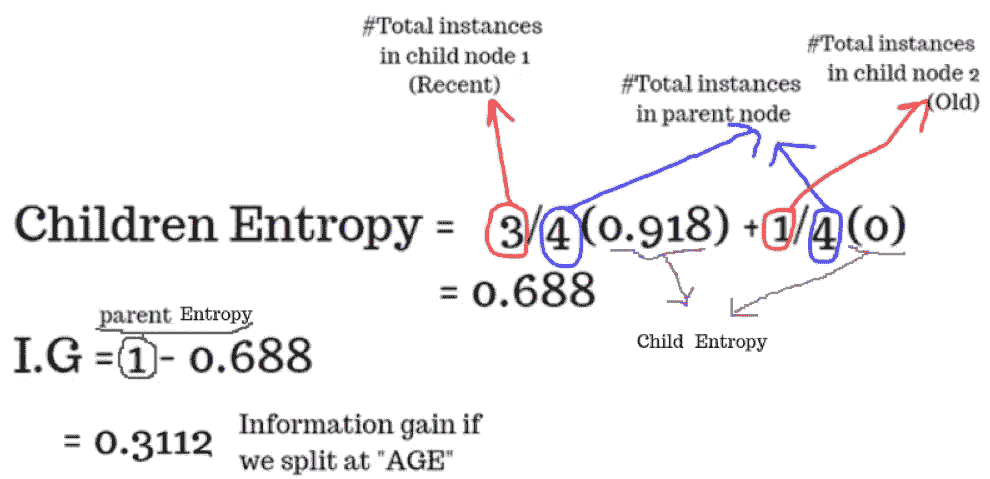 #Total instances
in child node 1
(Recent)
#Total instances
in parent node
#Total instances
in child node 2
(Old)
Children Entropy = 3/4(0.918) + 1/4(0)
= 0.688
Child Entropy
parent Entropy
I.G = 1 - 0.688
= 0.3112
Information gain if
we split at "AGE"